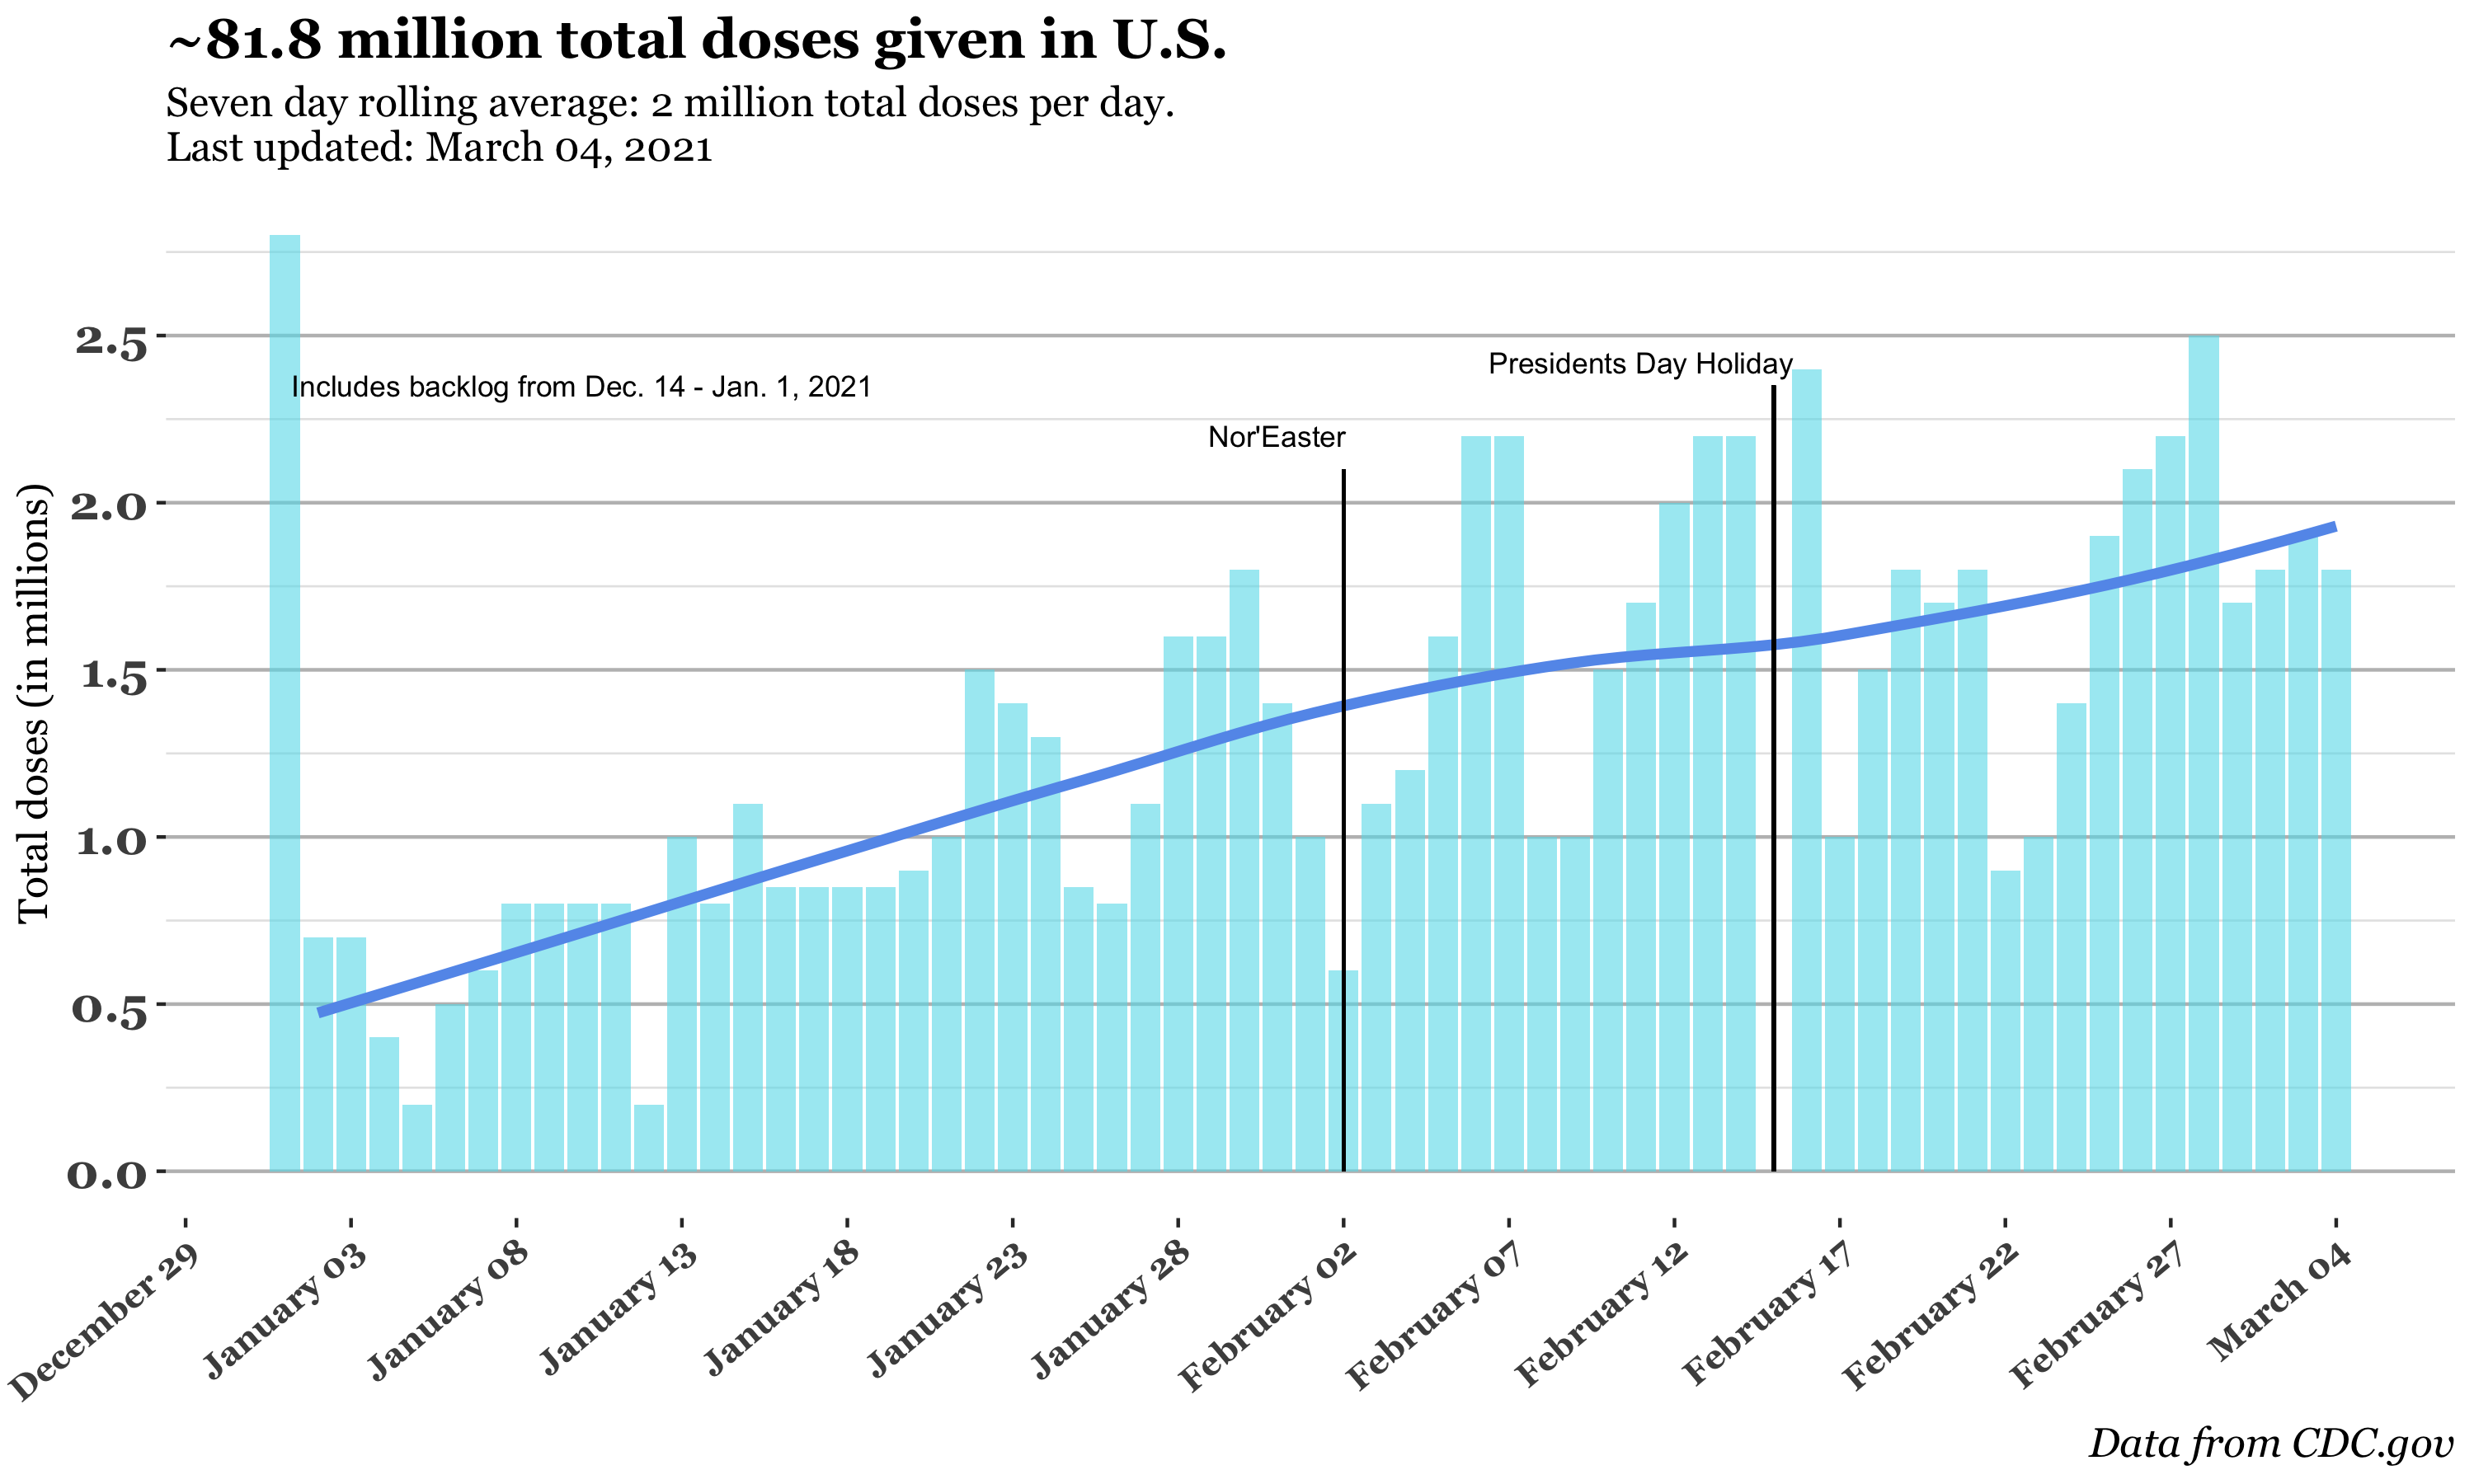 ~81.8 million total doses given in U.S.
Seven day rolling average: 2 million total doses per day.
Last updated: March 04, 2021
Total doses (in millions)
2.5
2.0
1.5
1.0
0.5
0.0
Includes backlog from Dec. 14 - Jan. 1, 2021
Nor'Easter
Presidents Day Holiday
December 29
January 03
January 08
January 13
January 18
January 23
January 28
February 02
February 07
February 12
February 17
February 22
February 27
March 04
Data from CDC.gov